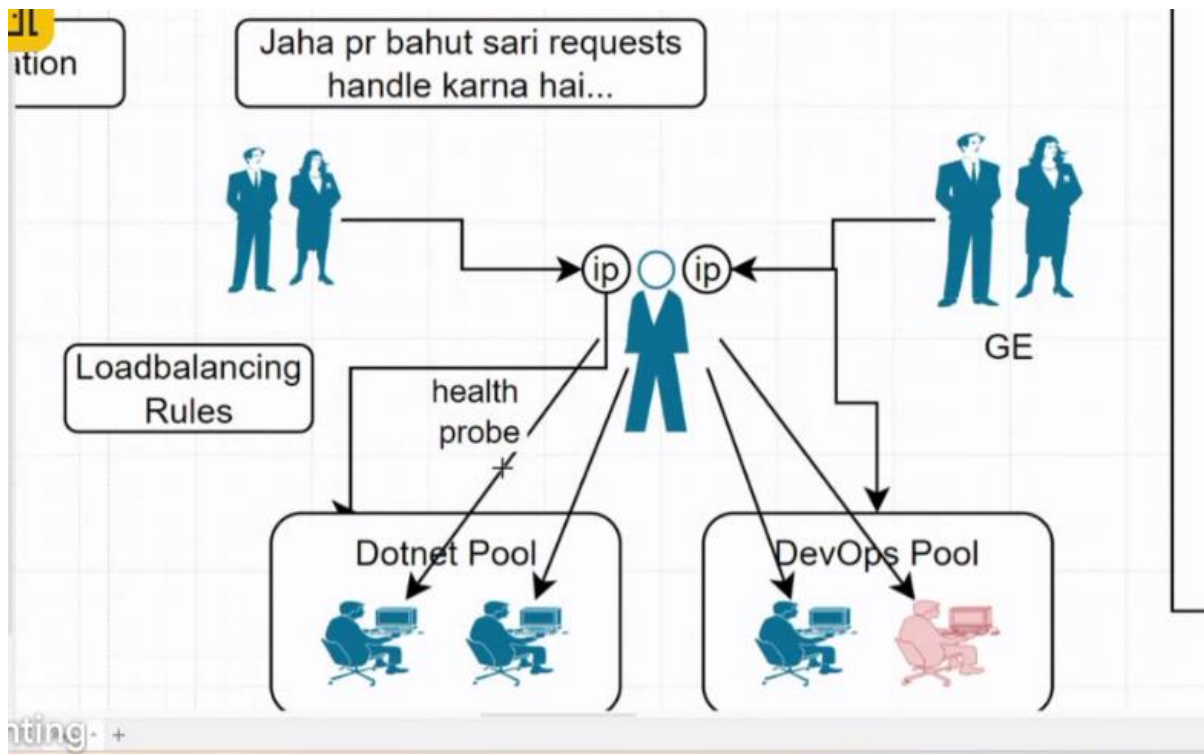 ation
Jaha pr bahut sari requests
handle karna hai...
ip
ip
GE
Loadbalancing
Rules
health
probe
Dotnet Pool
DevOps Pool
nting